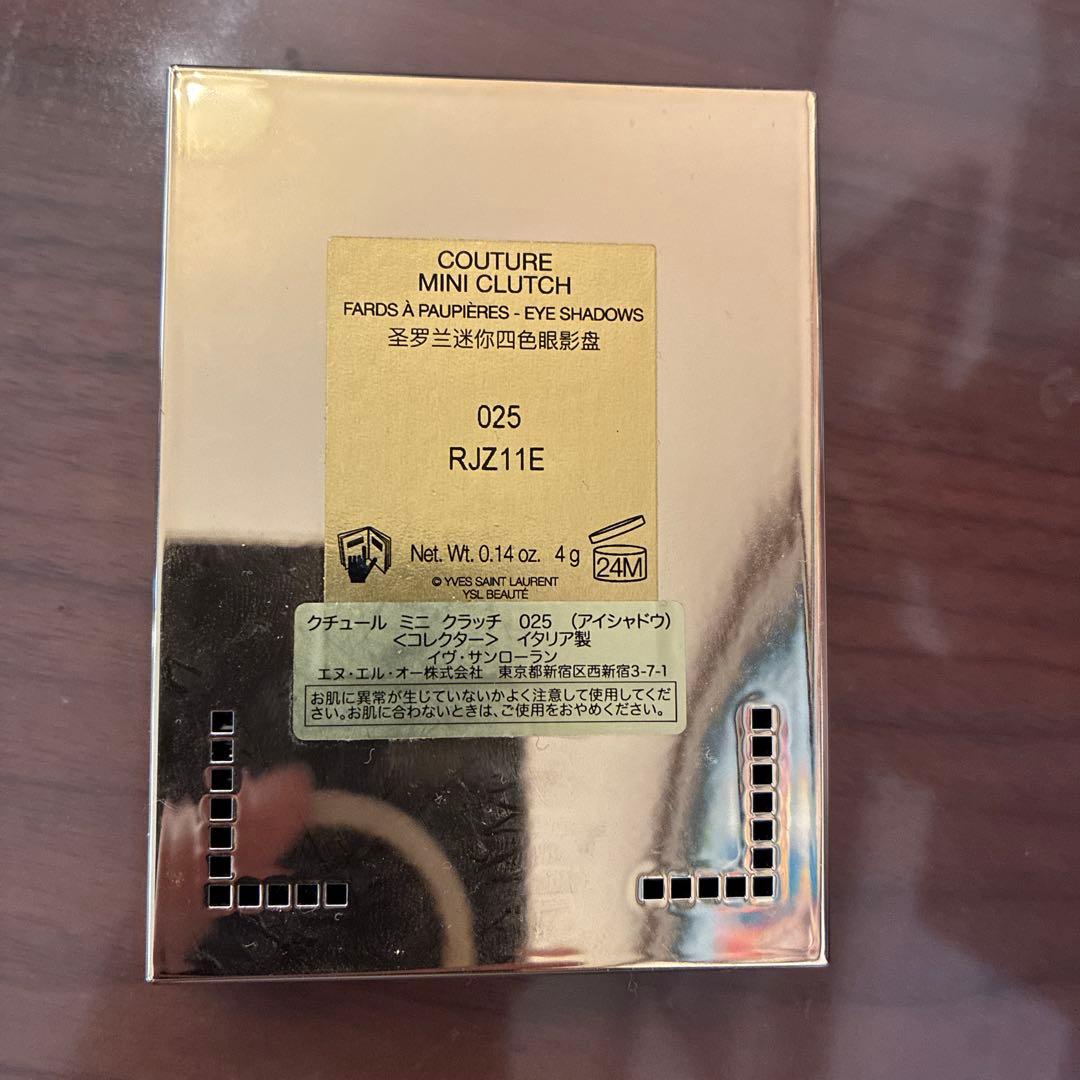 COUTURE
MINI CLUTCH
FARDS À PAUPIÈRES - EYE SHADOWS
圣罗兰迷你四色眼影盘
025
RJZ11E
Net. Wt. 0.14 oz. 4 g
24M
© YVES SAINT LAURENT
YSL BEAUTÉ
クチュール ミニ クラッチ 025 (アイシャドウ)
<コレクター> イタリア製
イヴ・サンローラン
エヌ・エル・オー株式会社 東京都新宿区西新宿3-7-1
お肌に異常が生じていないかよく注意して使用してくだ
さい。お肌に合わないときは、ご使用をおやめください。